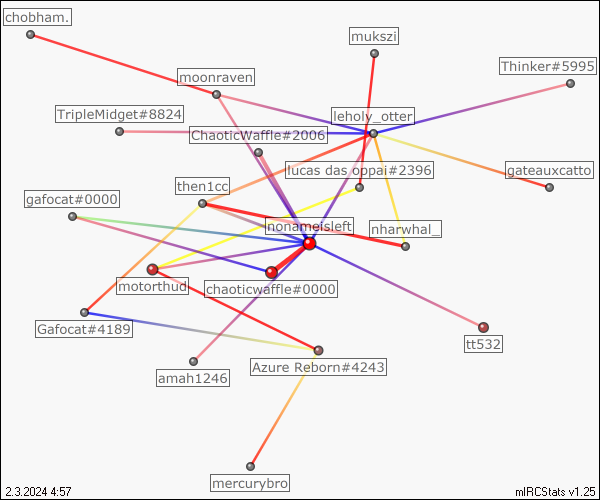 chobham.
mukszi
Thinker#5995
moonraven
TripleMidget#8824
leholy_otter
ChaoticWaffle#2006
lucas das oppai#2396
gateauxcatto
then1cc
gafocat#0000
nonameisleft
nharwhal_
motorthud
chaoticwaffle#0000
Gafocat#4189
tt532
Azure Reborn#4243
amah1246
mercurybro
2.3.2024 4:57
mIRCStats v1.25